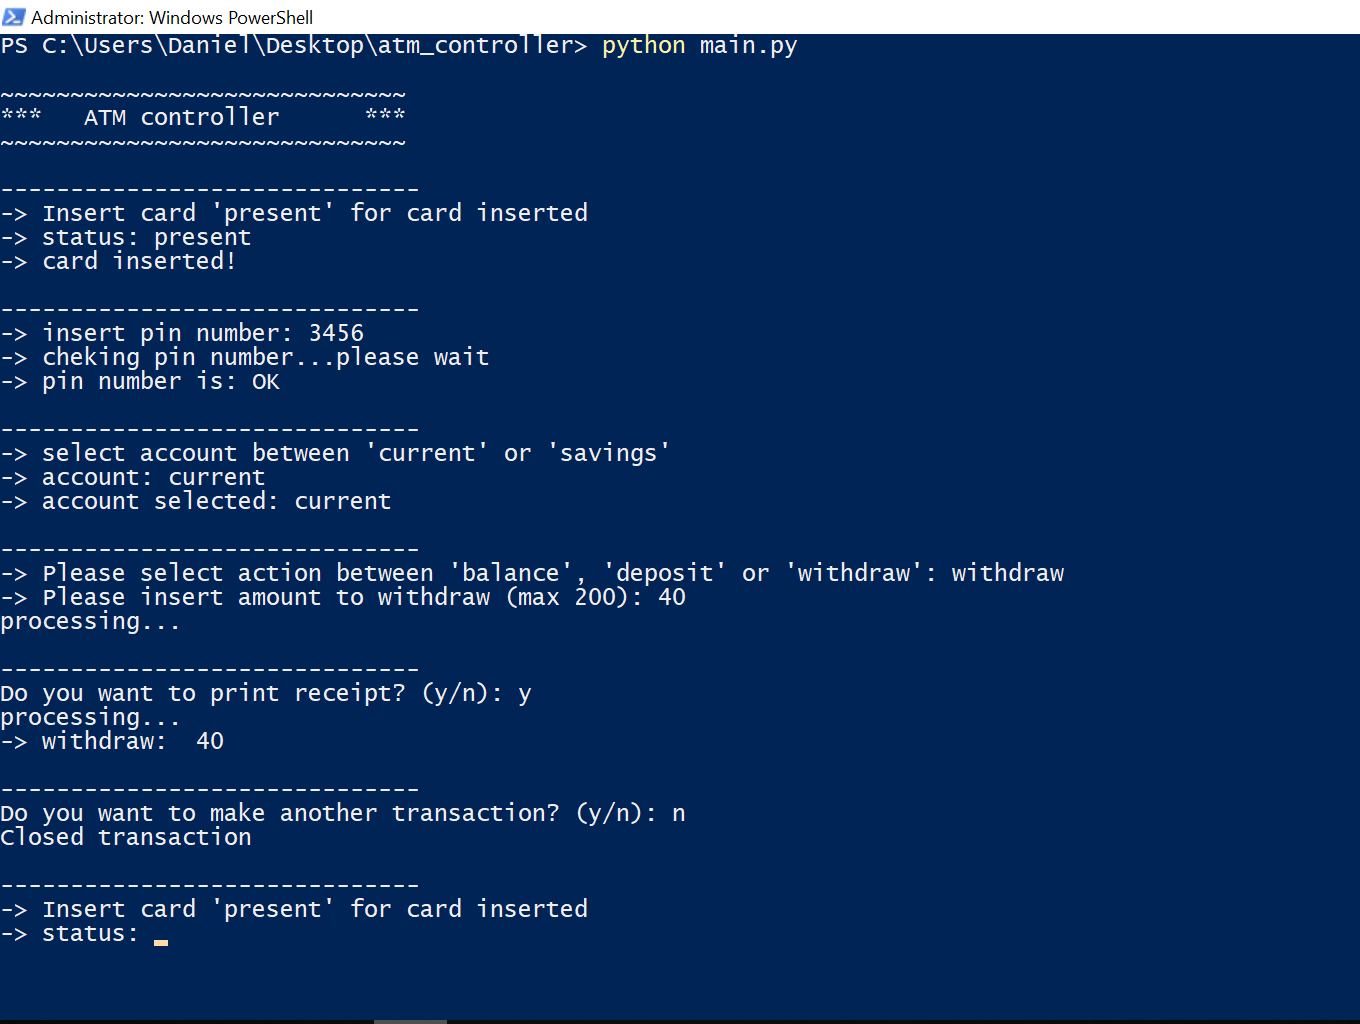 Administrator: Windows PowerShell
PS C:\Users\Daniel\Desktop\atm_controller> python main.py
~~~~~~~~~~~~~~~~~~~~~~~~~~~~~
***   ATM controller      ***
~~~~~~~~~~~~~~~~~~~~~~~~~~~~~
------------------------------
-> Insert card 'present' for card inserted
-> status: present
-> card inserted!
------------------------------
-> insert pin number: 3456
-> cheking pin number...please wait
-> pin number is: OK
------------------------------
-> select account between 'current' or 'savings'
-> account: current
-> account selected: current
------------------------------
-> Please select action between 'balance', 'deposit' or 'withdraw': withdraw
-> Please insert amount to withdraw (max 200): 40
processing...
------------------------------
Do you want to print receipt? (y/n): y
processing...
-> withdraw:  40
------------------------------
Do you want to make another transaction? (y/n): n
Closed transaction
------------------------------
-> Insert card 'present' for card inserted
-> status: